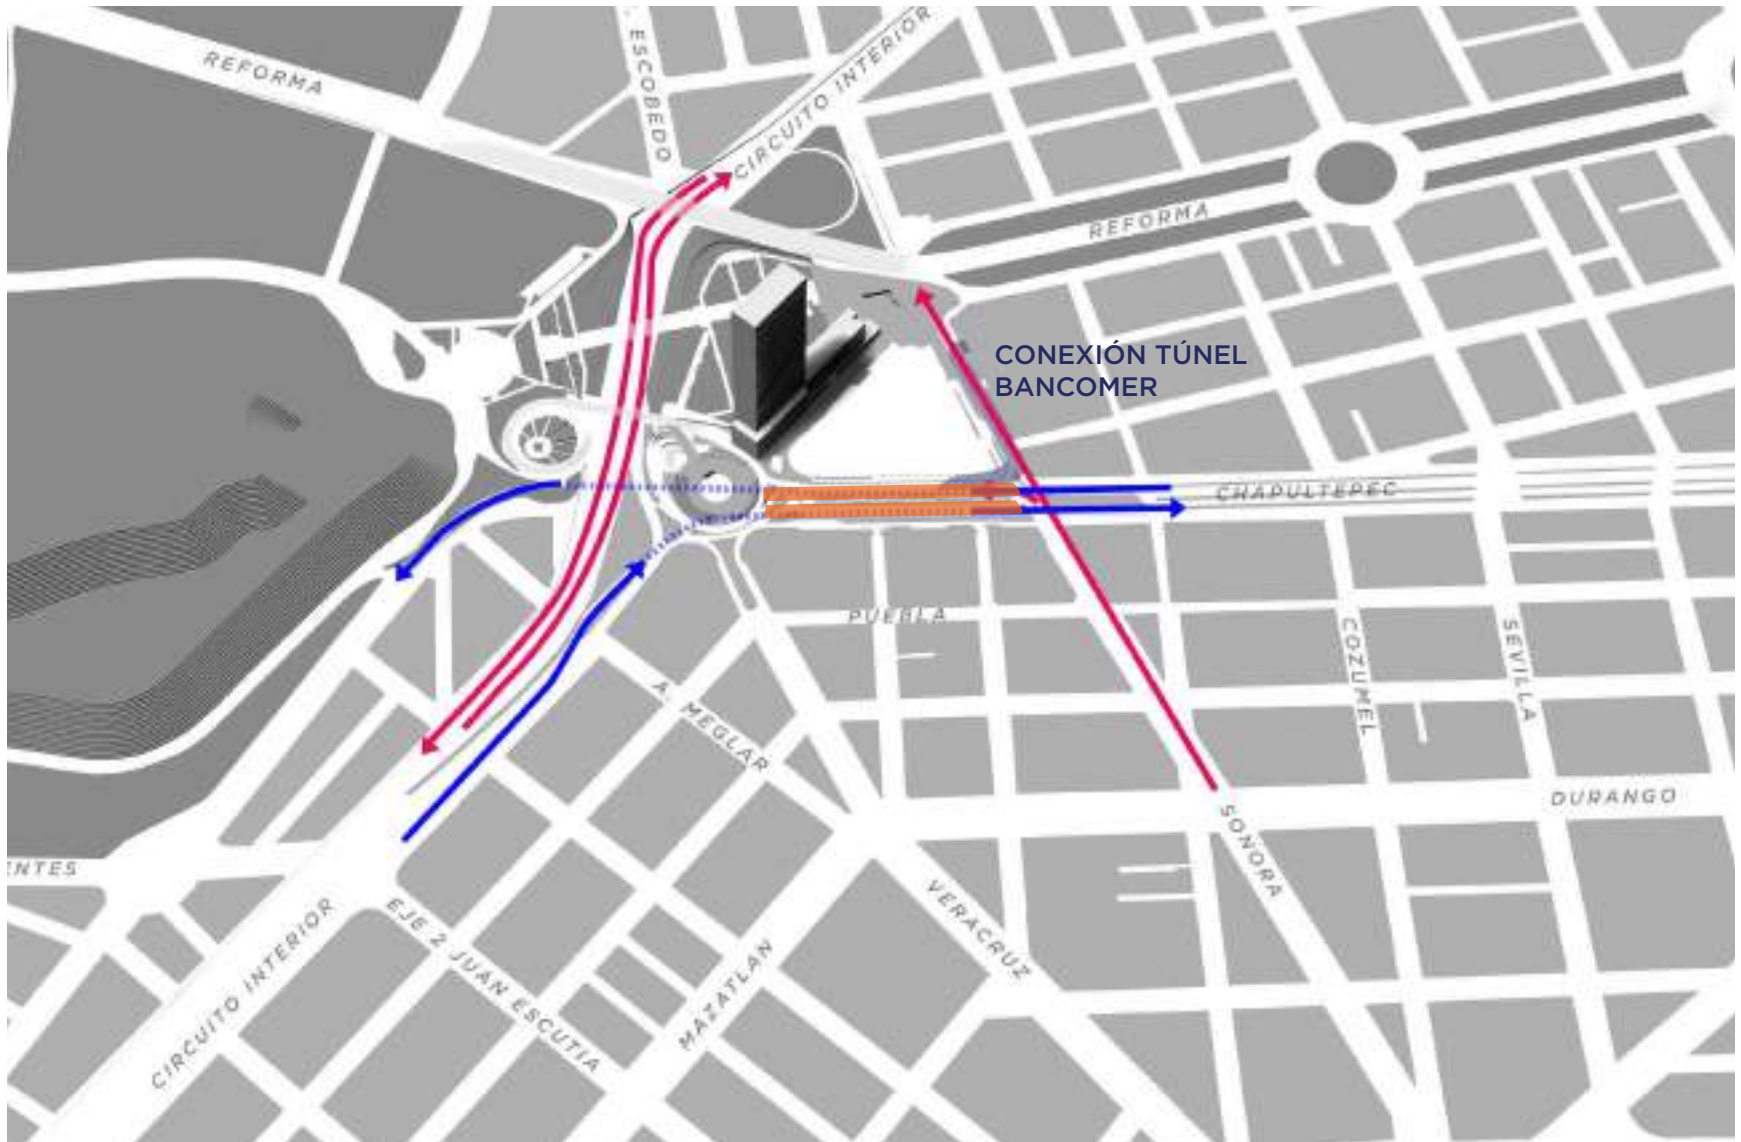 REFORMA
. ESCOBEDO
CIRCUITO INTERIOR
REFORMA
CONEXIÓN TÚNEL
BANCOMER
CHAPULTEPEC
PUEBLA
COZUMEL
SEVILLA
A. MEGLAR
DURANGO
SONORA
ENTES
VERACRUZ
EJE 2 JUAN ESCUTIA
MAZATLAN
CIRCUITO INTERIOR